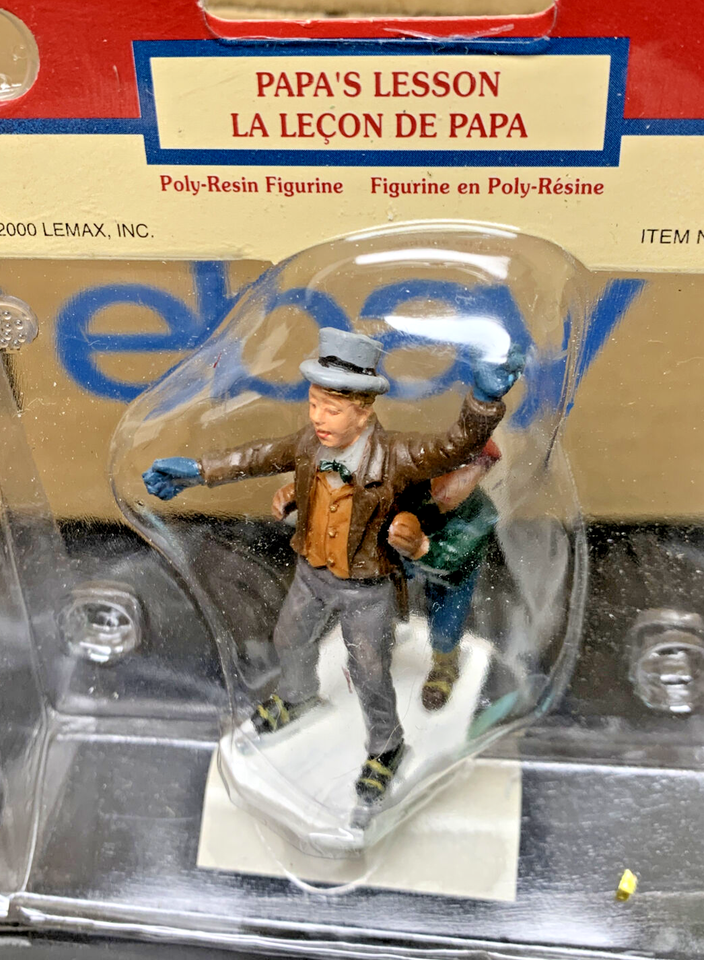 PAPA'S LESSON
LA LEÇON DE PAPA
Poly-Resin Figurine Figurine en Poly-Résine
2000 LEMAX, INC.
ITEM N
ebay